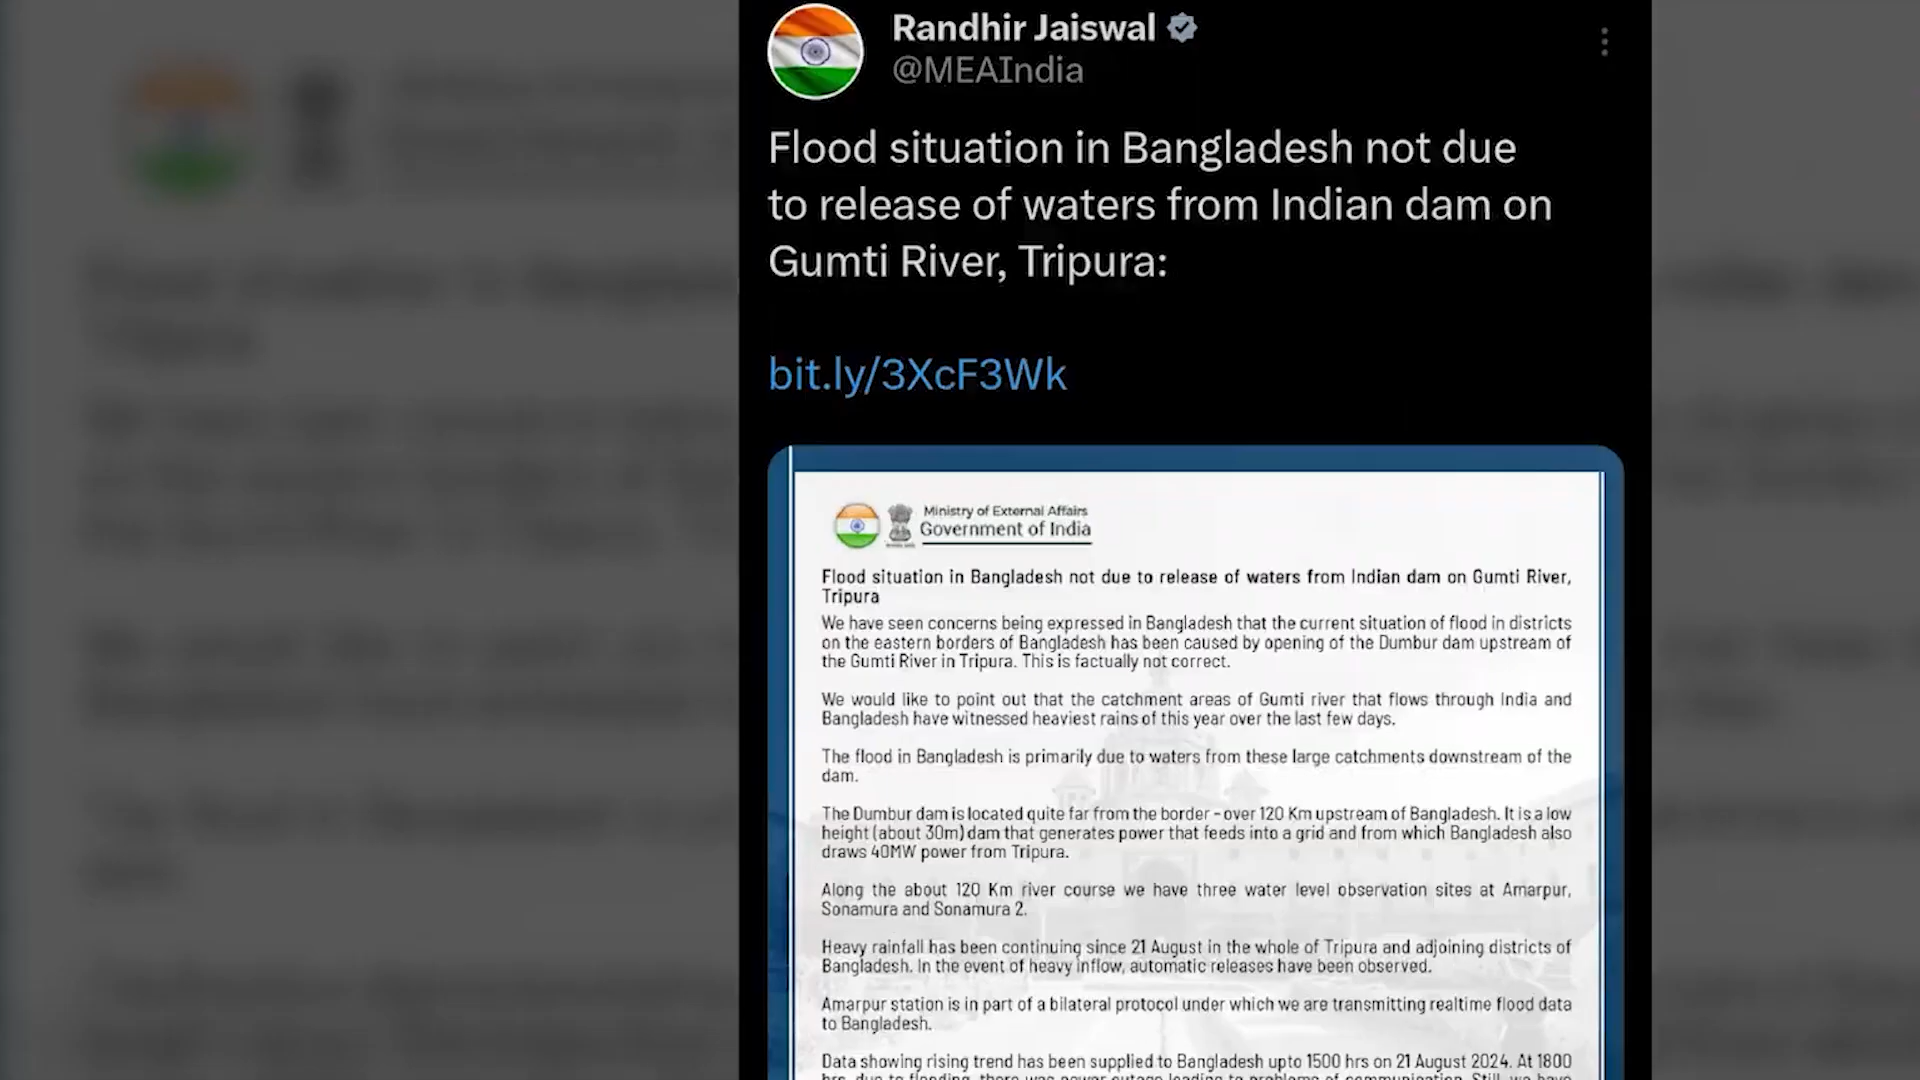 Randhir Jaiswal
@MEAIndia
Flood situation in Bangladesh not due
to release of waters from Indian dam on
Gumti River, Tripura:
bit.ly/3XcF3Wk
Ministry of External Affairs
Government of India
Flood situation in Bangladesh not due to release of waters from Indian dam on Gumti River,
Tripura
We have seen concerns being expressed in Bangladesh that the current situation of flood in districts
on the eastern borders of Bangladesh has been caused by opening of the Dumbur dam upstream of
the Gumti River in Tripura. This is factually not correct.
We would like to point out that the catchment areas of Gumti river that flows through India and
Bangladesh have witnessed heaviest rains of this year over the last few days.
The flood in Bangladesh is primarily due to waters from these large catchments downstream of the
dam.
The Dumbur dam is located quite far from the border - over 120 Km upstream of Bangladesh. It is a low
height (about 30m) dam that generates power that feeds into a grid and from which Bangladesh also
draws 40MW power from Tripura.
Along the about 120 Km river course we have three water level observation sites at Amarpur,
Sonamura and Sonamura 2.
Heavy rainfall has been continuing since 21 August in the whole of Tripura and adjoining districts of
Bangladesh. In the event of heavy inflow, automatic releases have been observed.
Amarpur station is in part of a bilateral protocol under which we are transmitting realtime flood data
to Bangladesh.
Data showing rising trend has been supplied to Bangladesh upto 1500 hrs on 21 August 2024. At 1800